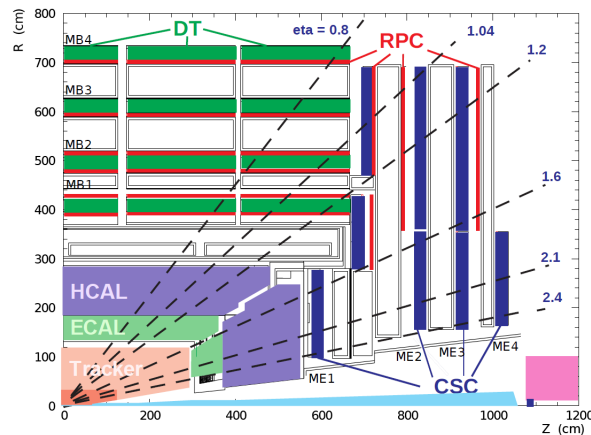 R (cm)
800
700
600
500
400
300
200
100
0
MB4
MB3
MB2
MB1
DT
eta = 0.8
RPC
1.04
1.2
1.6
2.1
2.4
HCAL
ECAL
Tracker
ME1
ME2
ME3
ME4
CSC
0
200
400
600
800
1000
1200
Z (cm)